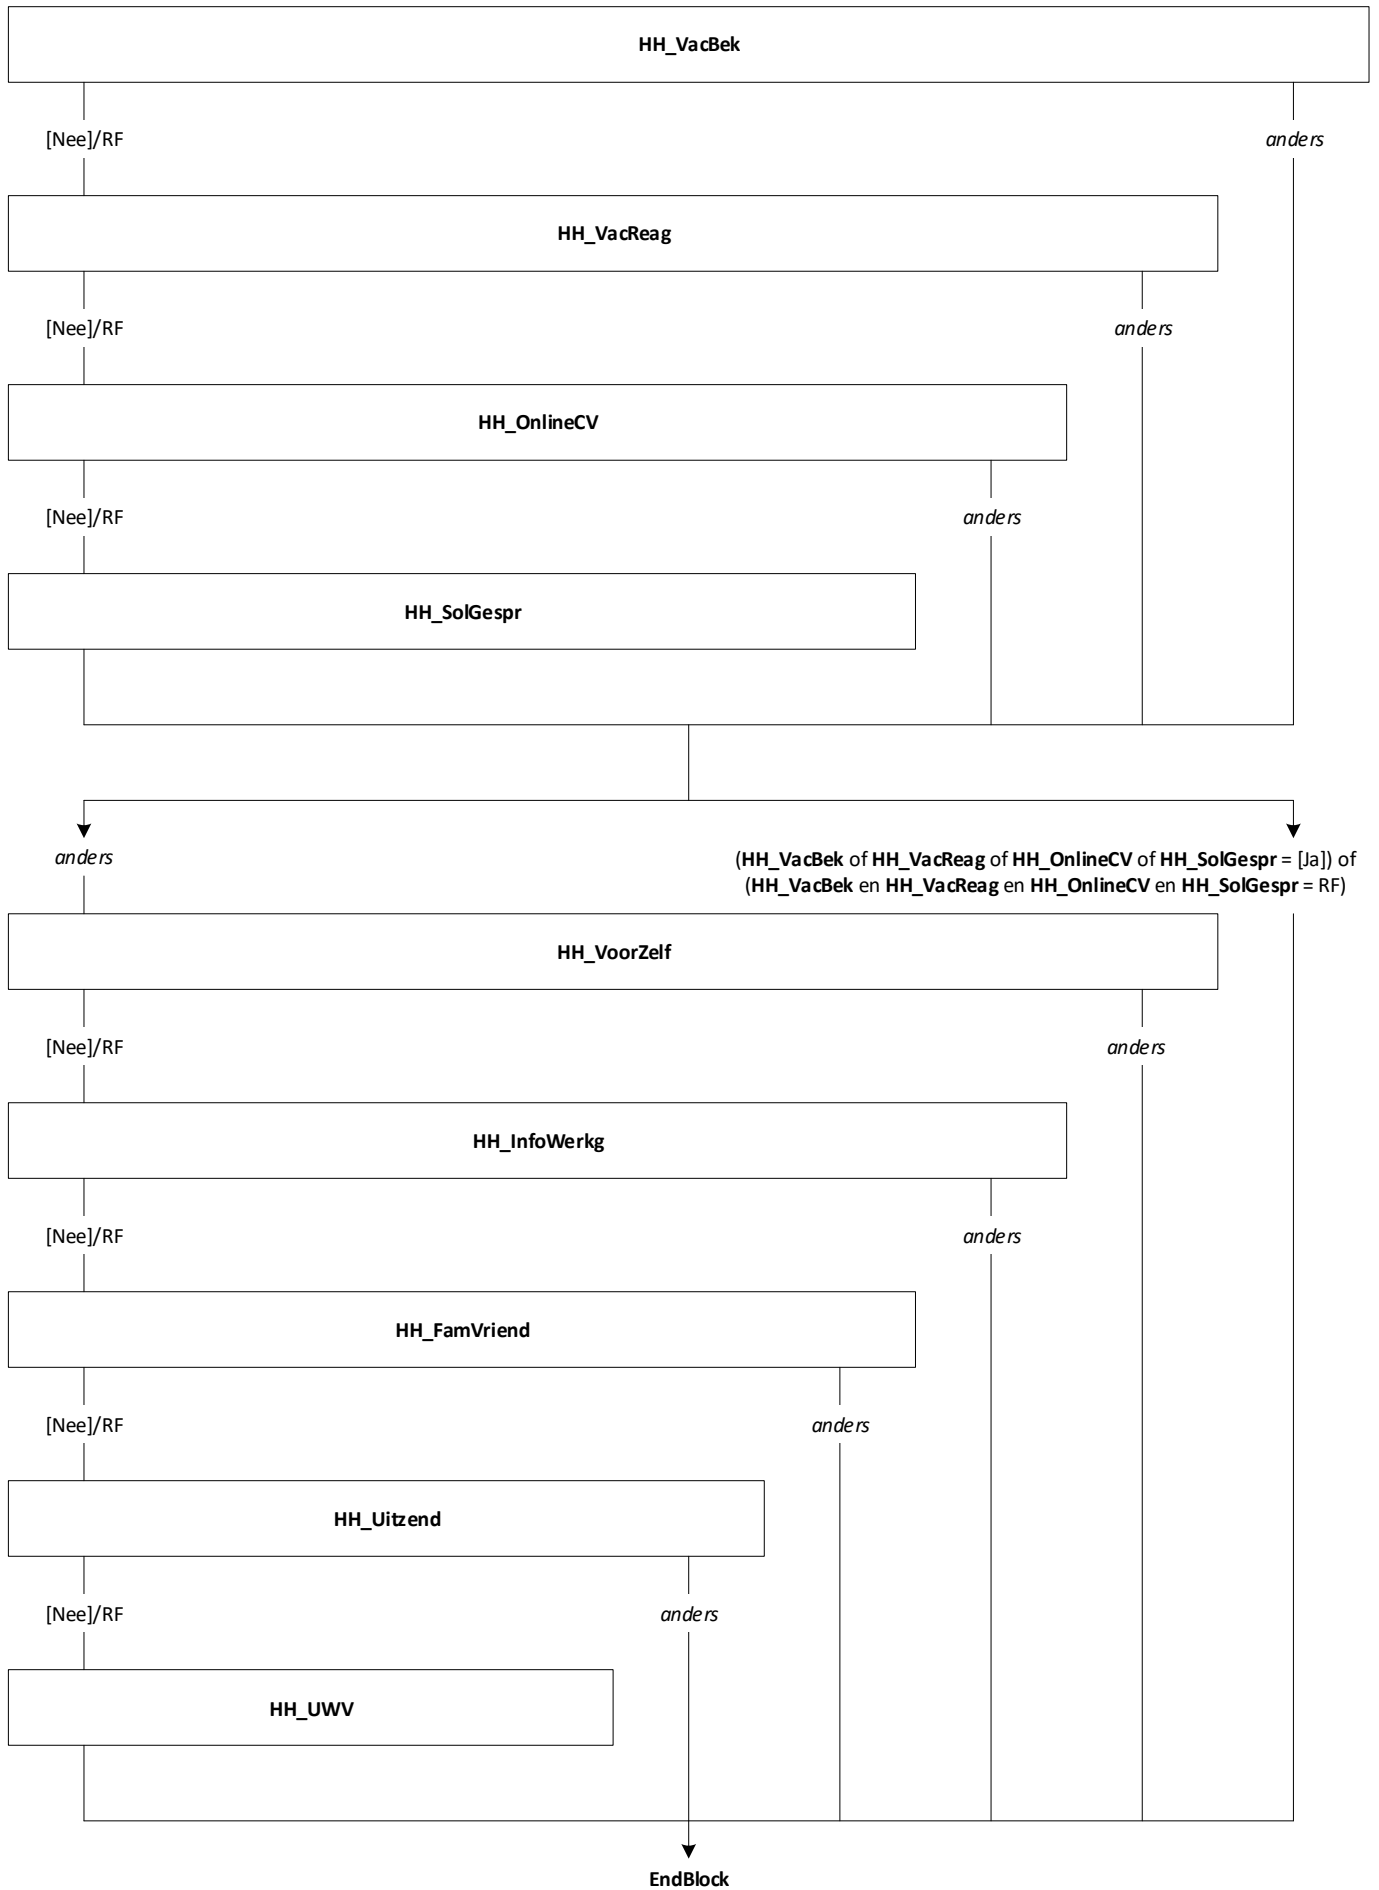 HH_VacBek
[Nee]/RF
anders
HH_VacReag
[Nee]/RF
anders
HH_OnlineCV
[Nee]/RF
anders
HH_SolGespr
anders
(HH_VacBek of HH_VacReag of HH_OnlineCV of HH_SolGespr = [Ja]) of
(HH_VacBek en HH_VacReag en HH_OnlineCV en HH_SolGespr = RF)
HH_VoorZelf
[Nee]/RF
anders
HH_InfoWerkg
[Nee]/RF
anders
HH_FamVriend
[Nee]/RF
anders
HH_Uitzend
[Nee]/RF
anders
HH_UWV
EndBlock